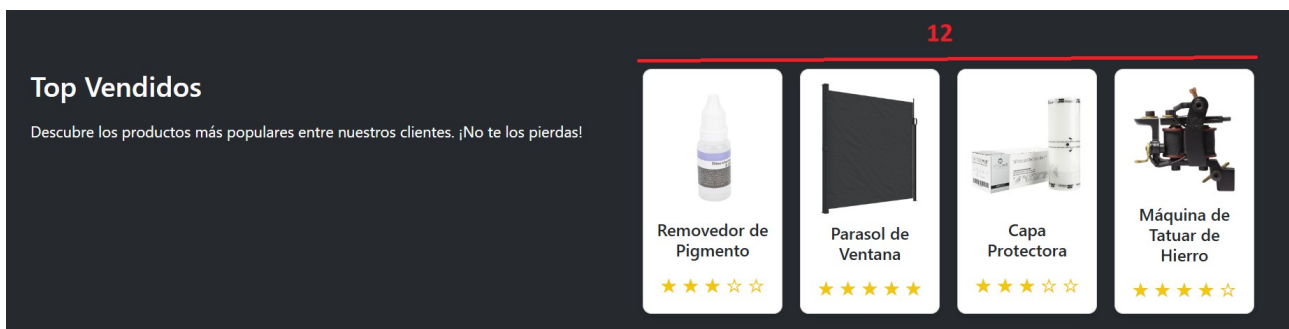 12
Top Vendidos
Descubre los productos más populares entre nuestros clientes. ¡No te los pierdas!
Removedor de
Pigmento
Parasol de
Ventana
Capa
Protectora
Máquina de
Tatuar de
Hierro